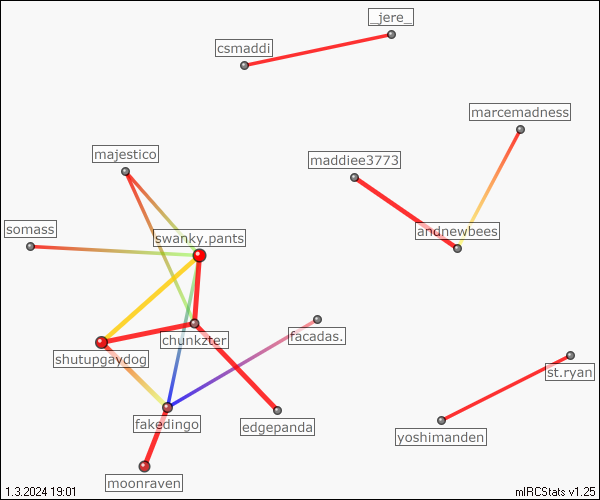 _jere_
csmaddi
marcemadness
majestico
maddiee3773
somass
swanky.pants
andnewbees
chunkzter
facadas.
shutupgaydog
st.ryan
fakedingo
edgepanda
yoshimanden
moonraven
1.3.2024 19:01
mIRCStats v1.25